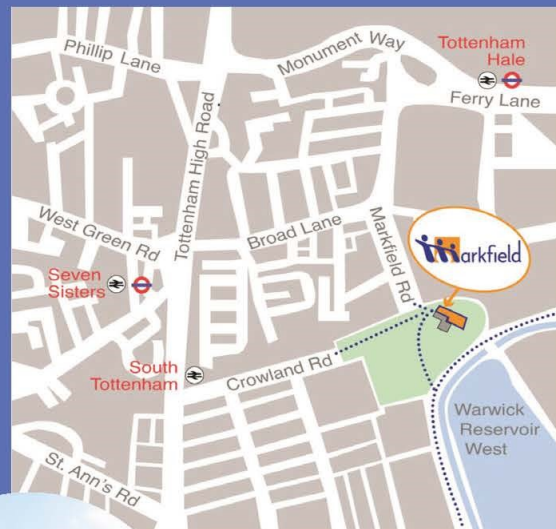 Phillip Lane
Monument Way
Tottenham
Hale
Ferry Lane
Tottenham High Road
West Green Rd
Broad Lane
Markfield Rd
Markfield
Seven
Sisters
South
Tottenham
Crowland Rd
Warwick
Reservoir
West
St. Ann's Rd